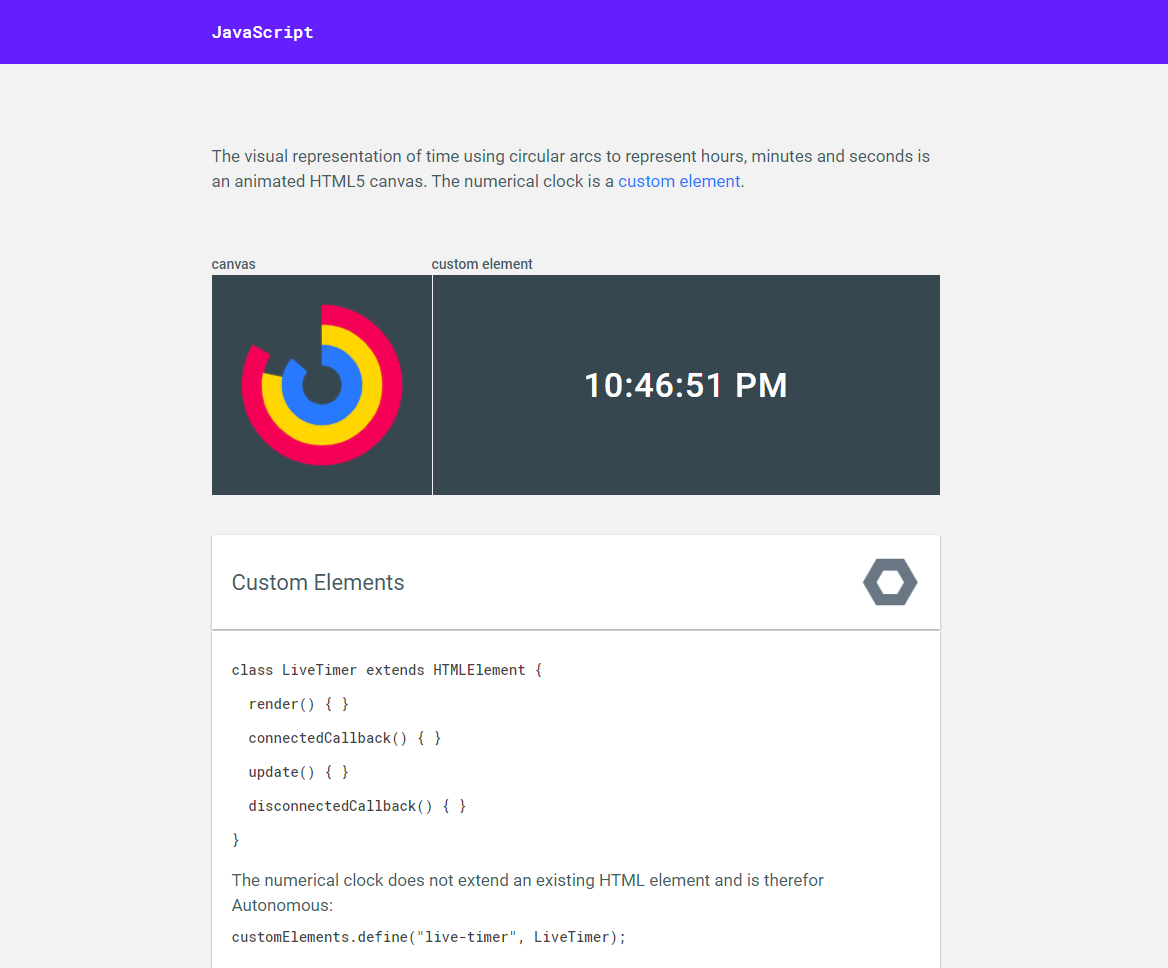 JavaScript
The visual representation of time using circular arcs to represent hours, minutes and seconds is
an animated HTML5 canvas. The numerical clock is a custom element.
canvas
custom element
10:46:51 PM
Custom Elements
class LiveTimer extends HTMLElement {
render() { }
connectedCallback() { }
update() { }
disconnectedCallback() { }
}
The numerical clock does not extend an existing HTML element and is therefor
Autonomous:
customElements.define("live-timer", LiveTimer);